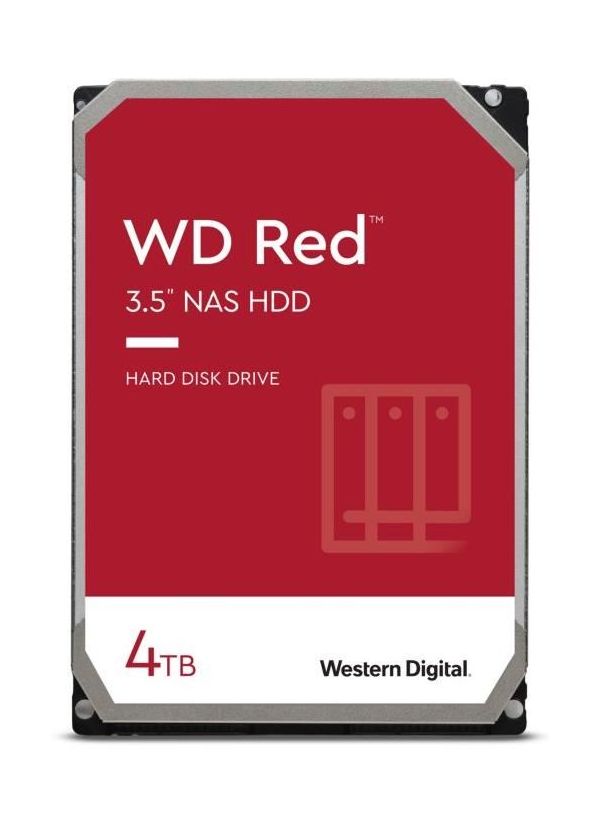 WD Red™
3.5" NAS HDD
HARD DISK DRIVE
4TB
Western Digital.